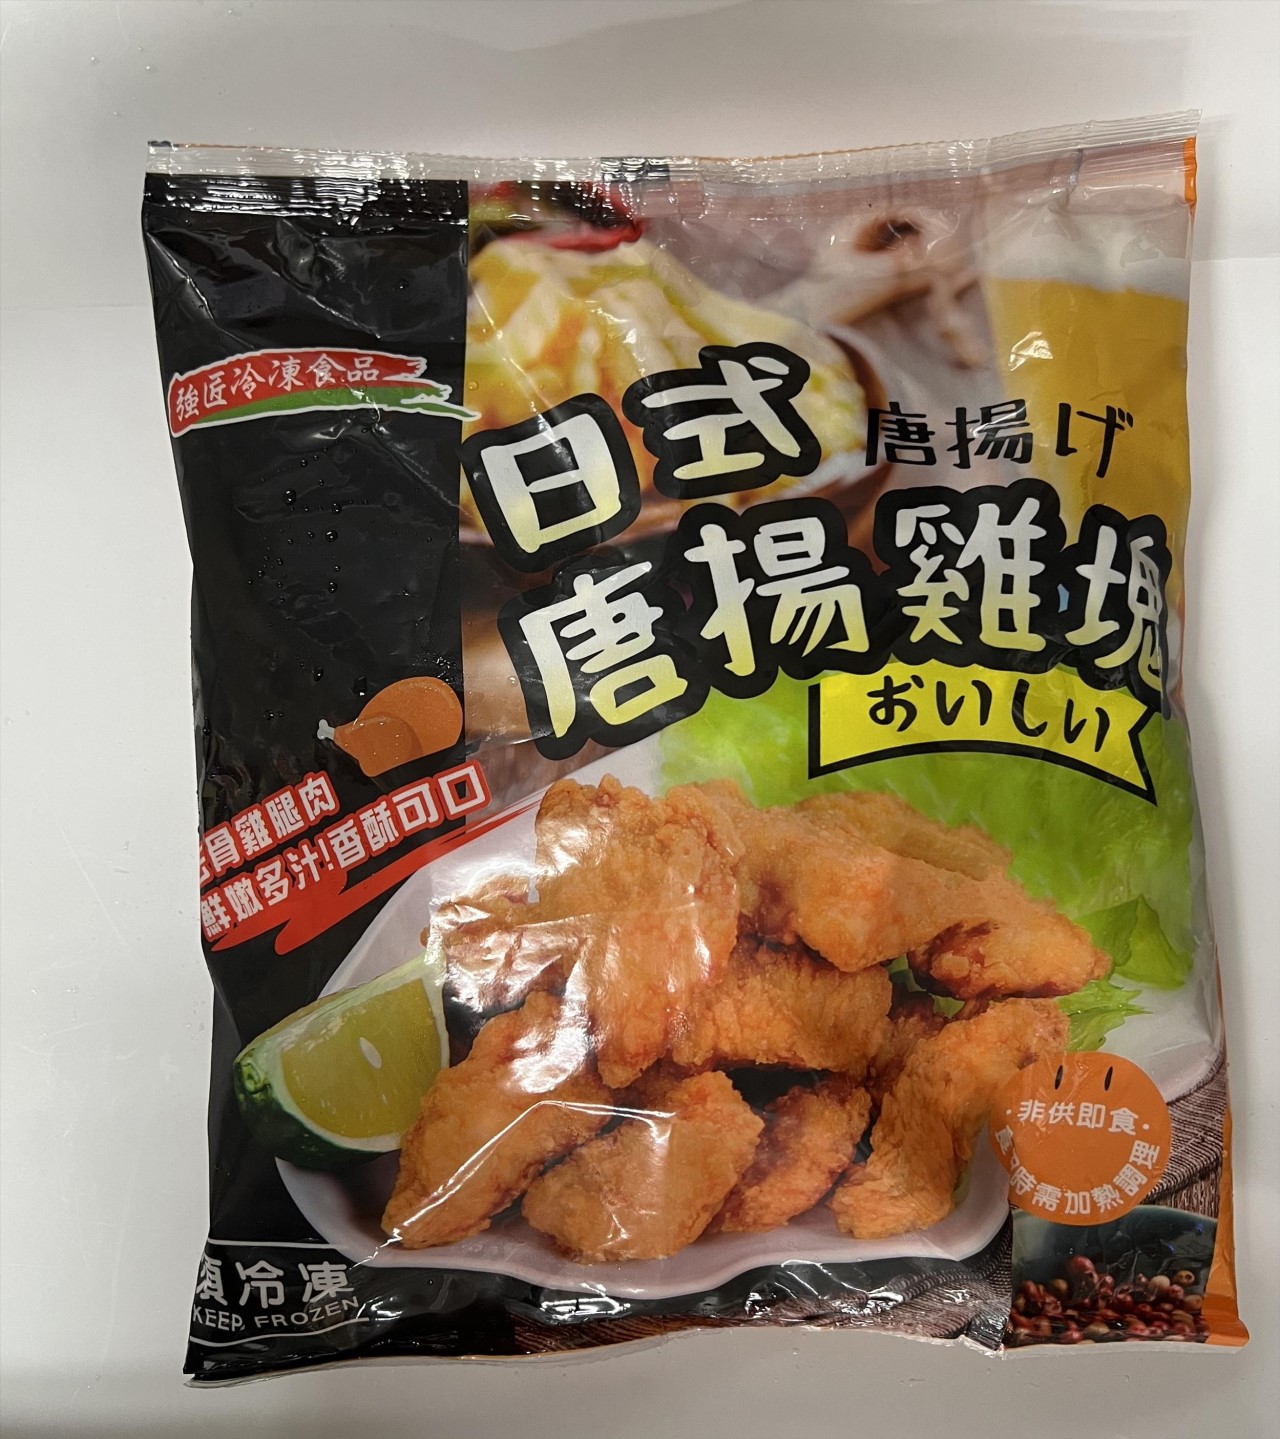 強匠冷凍食品
日式
唐揚げ
唐揚雞塊
おいしい
去骨雞腿肉
鮮嫩多汁!香酥可口
·非供即食·
食用時需加熱調理
須冷凍
KEEP FROZEN